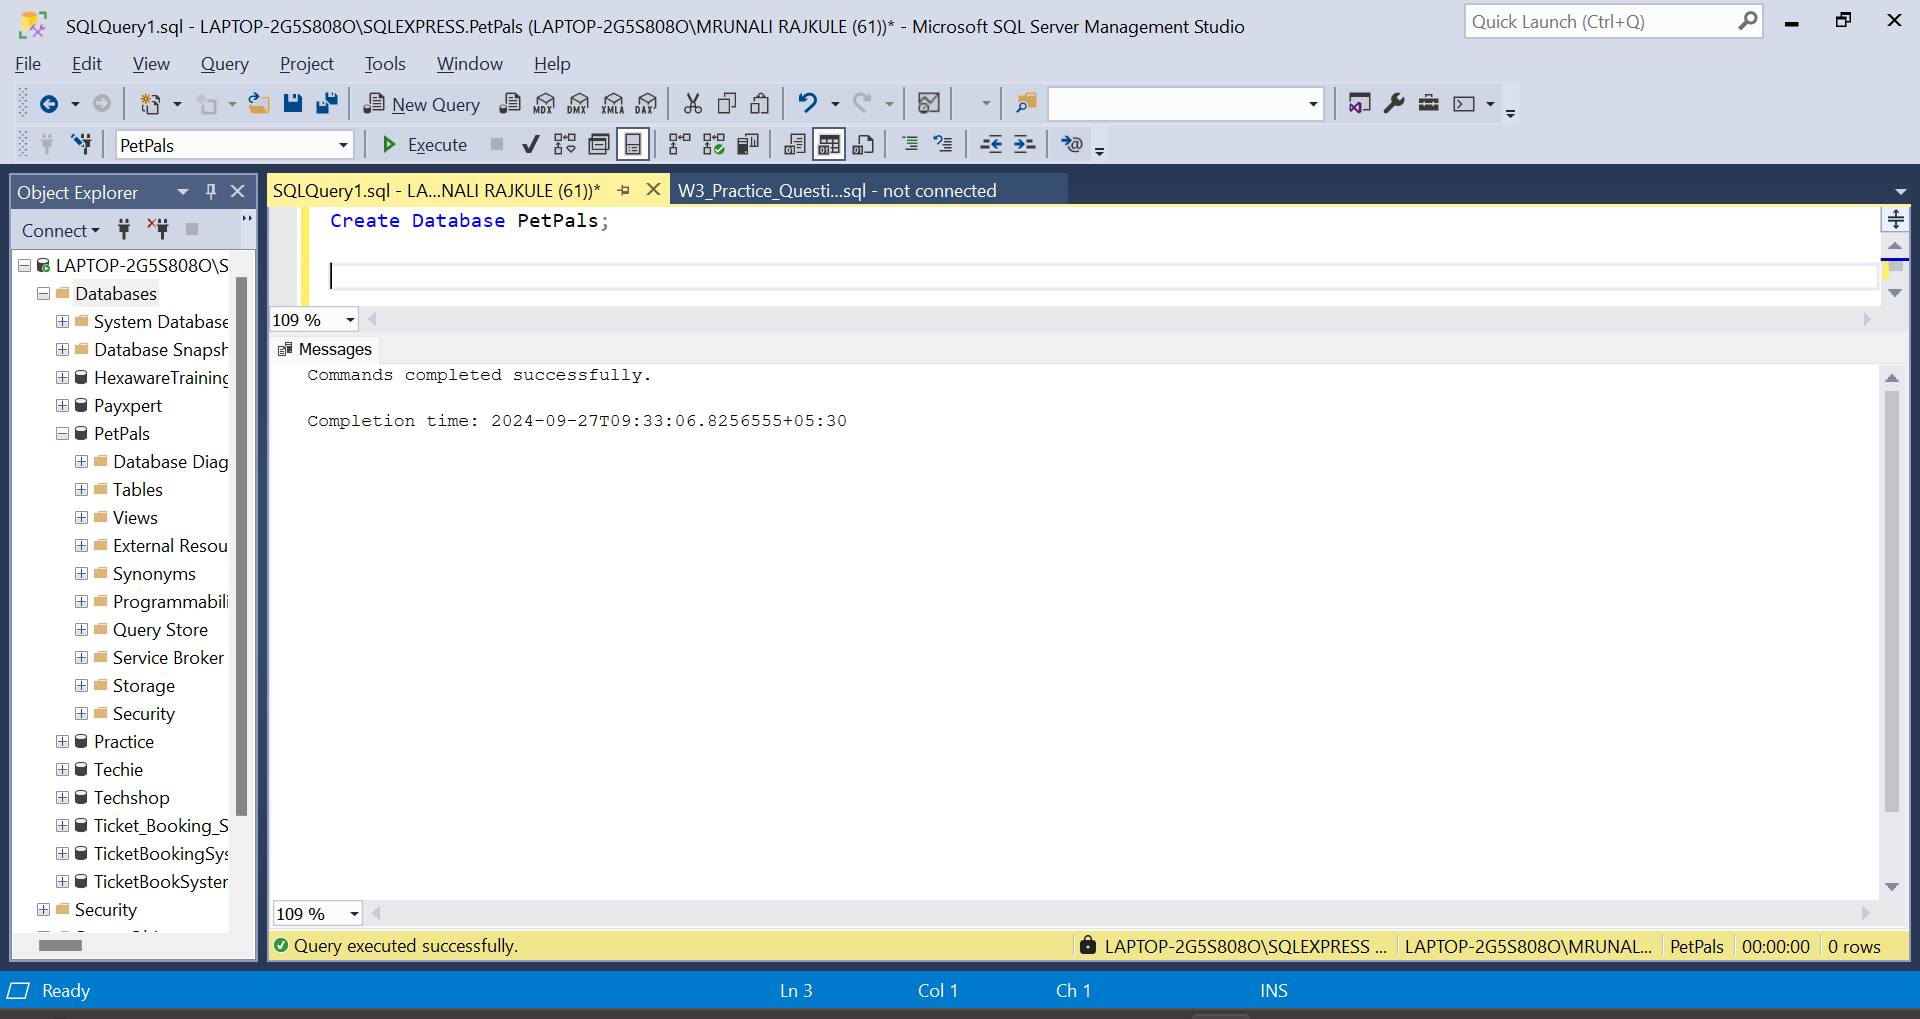 SQLQuery1.sql - LAPTOP-2G5S808O\SQLEXPRESS.PetPals (LAPTOP-2G5S808O\MRUNALI RAJKULE (61))* - Microsoft SQL Server Management Studio
Quick Launch (Ctrl+Q)
File Edit View Query Project Tools Window Help
New Query MDX DMX XMLA DAX
PetPals Execute
Object Explorer
SQLQuery1.sql - LA...NALI RAJKULE (61))* W3_Practice_Questi...sql - not connected
Connect
Create Database PetPals;
LAPTOP-2G5S808O\S
Databases
System Database
Database Snapsh
HexawareTraining
Payxpert
PetPals
Database Diag
Tables
Views
External Resou
Synonyms
Programmabili
Query Store
Service Broker
Storage
Security
Practice
Techie
Techshop
Ticket_Booking_S
TicketBookingSys
TicketBookSyster
Security
109 %
Messages
Commands completed successfully.
Completion time: 2024-09-27T09:33:06.8256555+05:30
109 %
Query executed successfully. LAPTOP-2G5S808O\SQLEXPRESS ... LAPTOP-2G5S808O\MRUNAL... PetPals 00:00:00 0 rows
Ready Ln 3 Col 1 Ch 1 INS